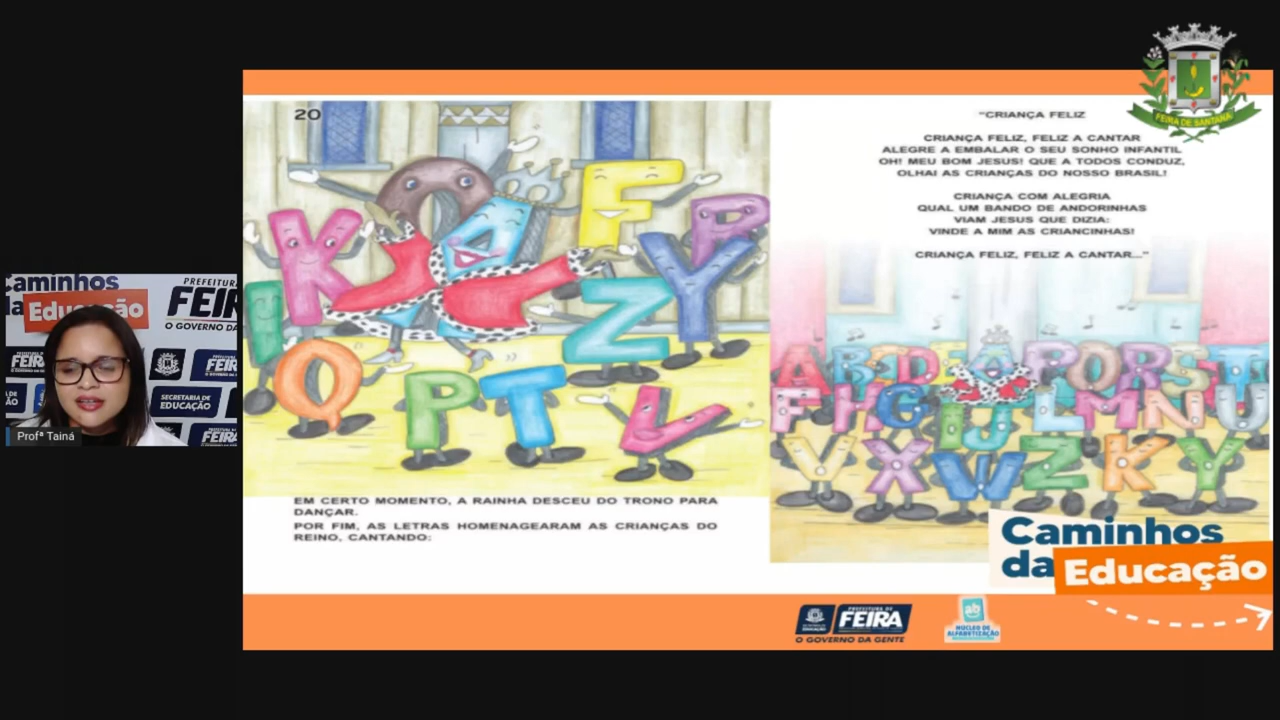 20
EM CERTO MOMENTO, A RAINHA DESCEU DO TRONO PARA
DANÇAR.
POR FIM, AS LETRAS HOMENAGEARAM AS CRIANÇAS DO
REINO, CANTANDO:
"CRIANÇA FELIZ
CRIANÇA FELIZ, FELIZ A CANTAR
ALEGRE A EMBALAR O SEU SONHO INFANTIL
OH! MEU BOM JESUS! QUE A TODOS CONDUZ,
OLHAI AS CRIANÇAS DO NOSSO BRASIL!
CRIANÇA COM ALEGRIA
QUAL UM BANDO DE ANDORINHAS
VIAM JESUS QUE DIZIA:
VINDE A MIM AS CRIANCINHAS!
CRIANÇA FELIZ, FELIZ A CANTAR..."
FEIRA DE SANTANA
Caminhos
da Educação
PREFEITURA DE
FEIRA
O GOVERNO DA GENTE
NÚCLEO DE
ALFABETIZAÇÃO
Caminhos
da Educação
PREFEITURA
FEIR
O GOVERNO DA
FEIR
SECRETARIA DE
EDUCAÇÃO
FEIR
Profª Tainá
K
A
F
P
I
Z
Y
O
P
T
L
A B C D E P O R S T
F H G I J L M N U
V X W Z K Y